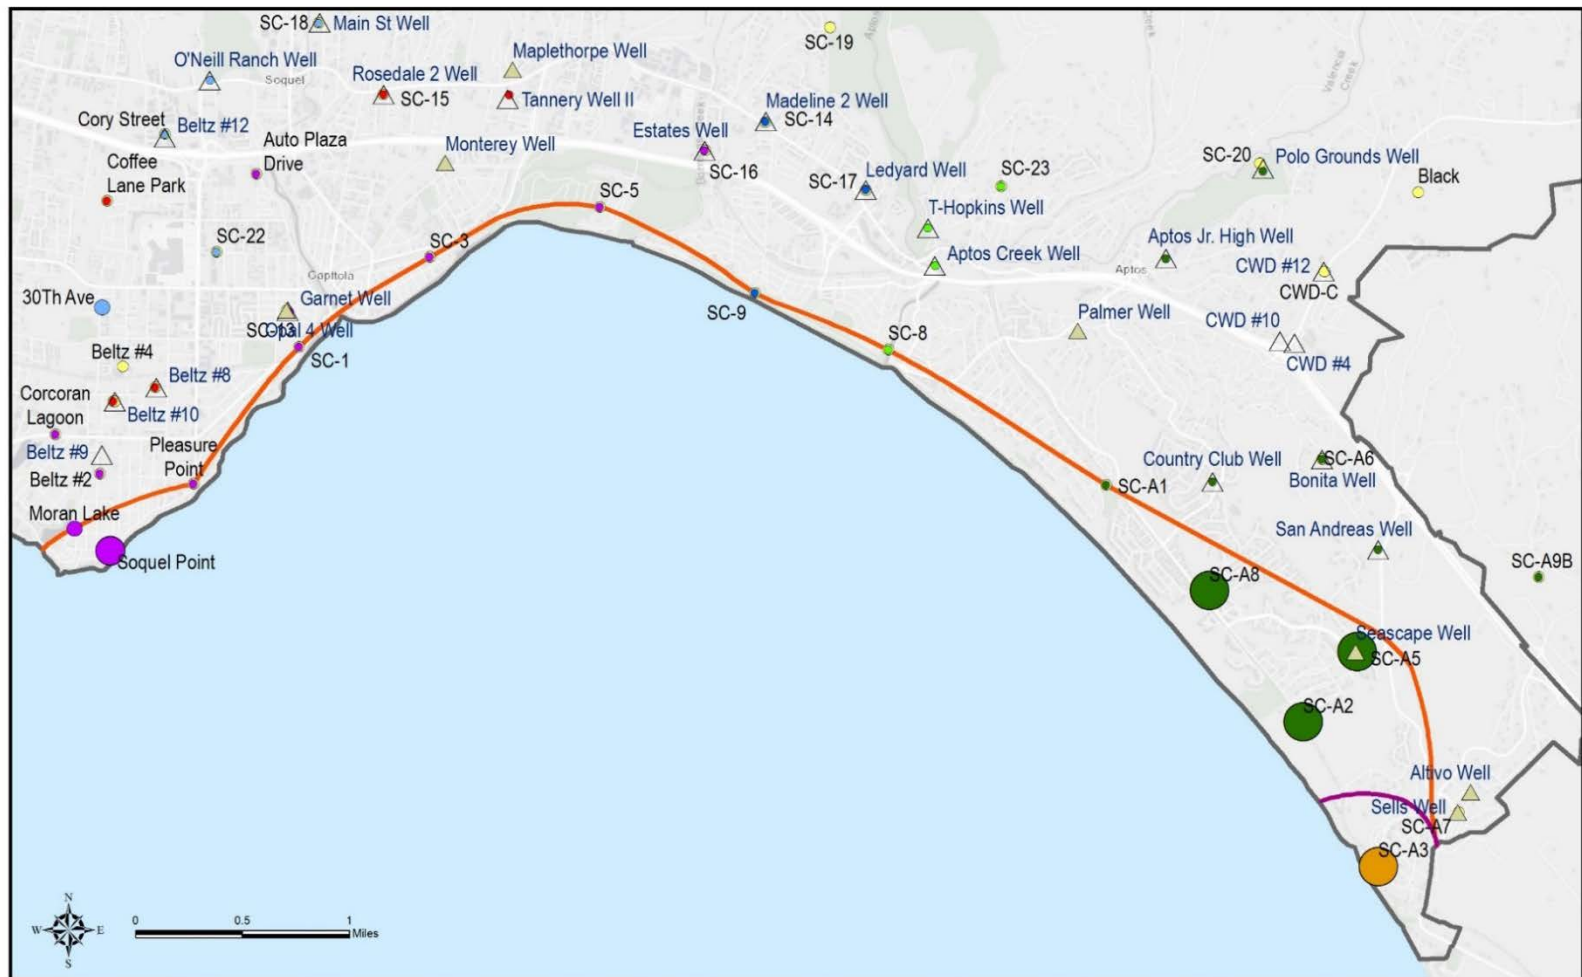 SC-18
Main St Well
SC-19
Aptos
Creek
O'Neill Ranch Well
Soquel
Maplethorpe Well
Rosedale 2 Well
SC-15
Tannery Well II
Valencia
Creek
Cory Street
Beltz #12
Madeline 2 Well
SC-14
Coffee
Lane Park
Auto Plaza
Drive
Monterey Well
Estates Well
SC-16
SC-20
Polo Grounds Well
SC-17
Ledyard Well
SC-23
Black
SC-5
T-Hopkins Well
SC-22
SC-3
Aptos Creek Well
Aptos Jr. High Well
Aptos
CWD #12
CWD-C
Capitola
30Th Ave
Garnet Well
SC-13
Opal 4 Well
SC-1
SC-9
SC-8
Palmer Well
CWD #10
CWD #4
Beltz #4
Beltz #8
Beltz #10
Corcoran
Lagoon
Pleasure
Point
Beltz #9
Beltz #2
Country Club Well
SC-A6
Bonita Well
SC-A1
Moran Lake
Soquel Point
San Andreas Well
SC-A8
SC-A9B
Seascape Well
SC-A5
SC-A2
Altivo Well
Sells Well
SC-A7
SC-A3
N
W
E
S
0
0.5
1
Miles